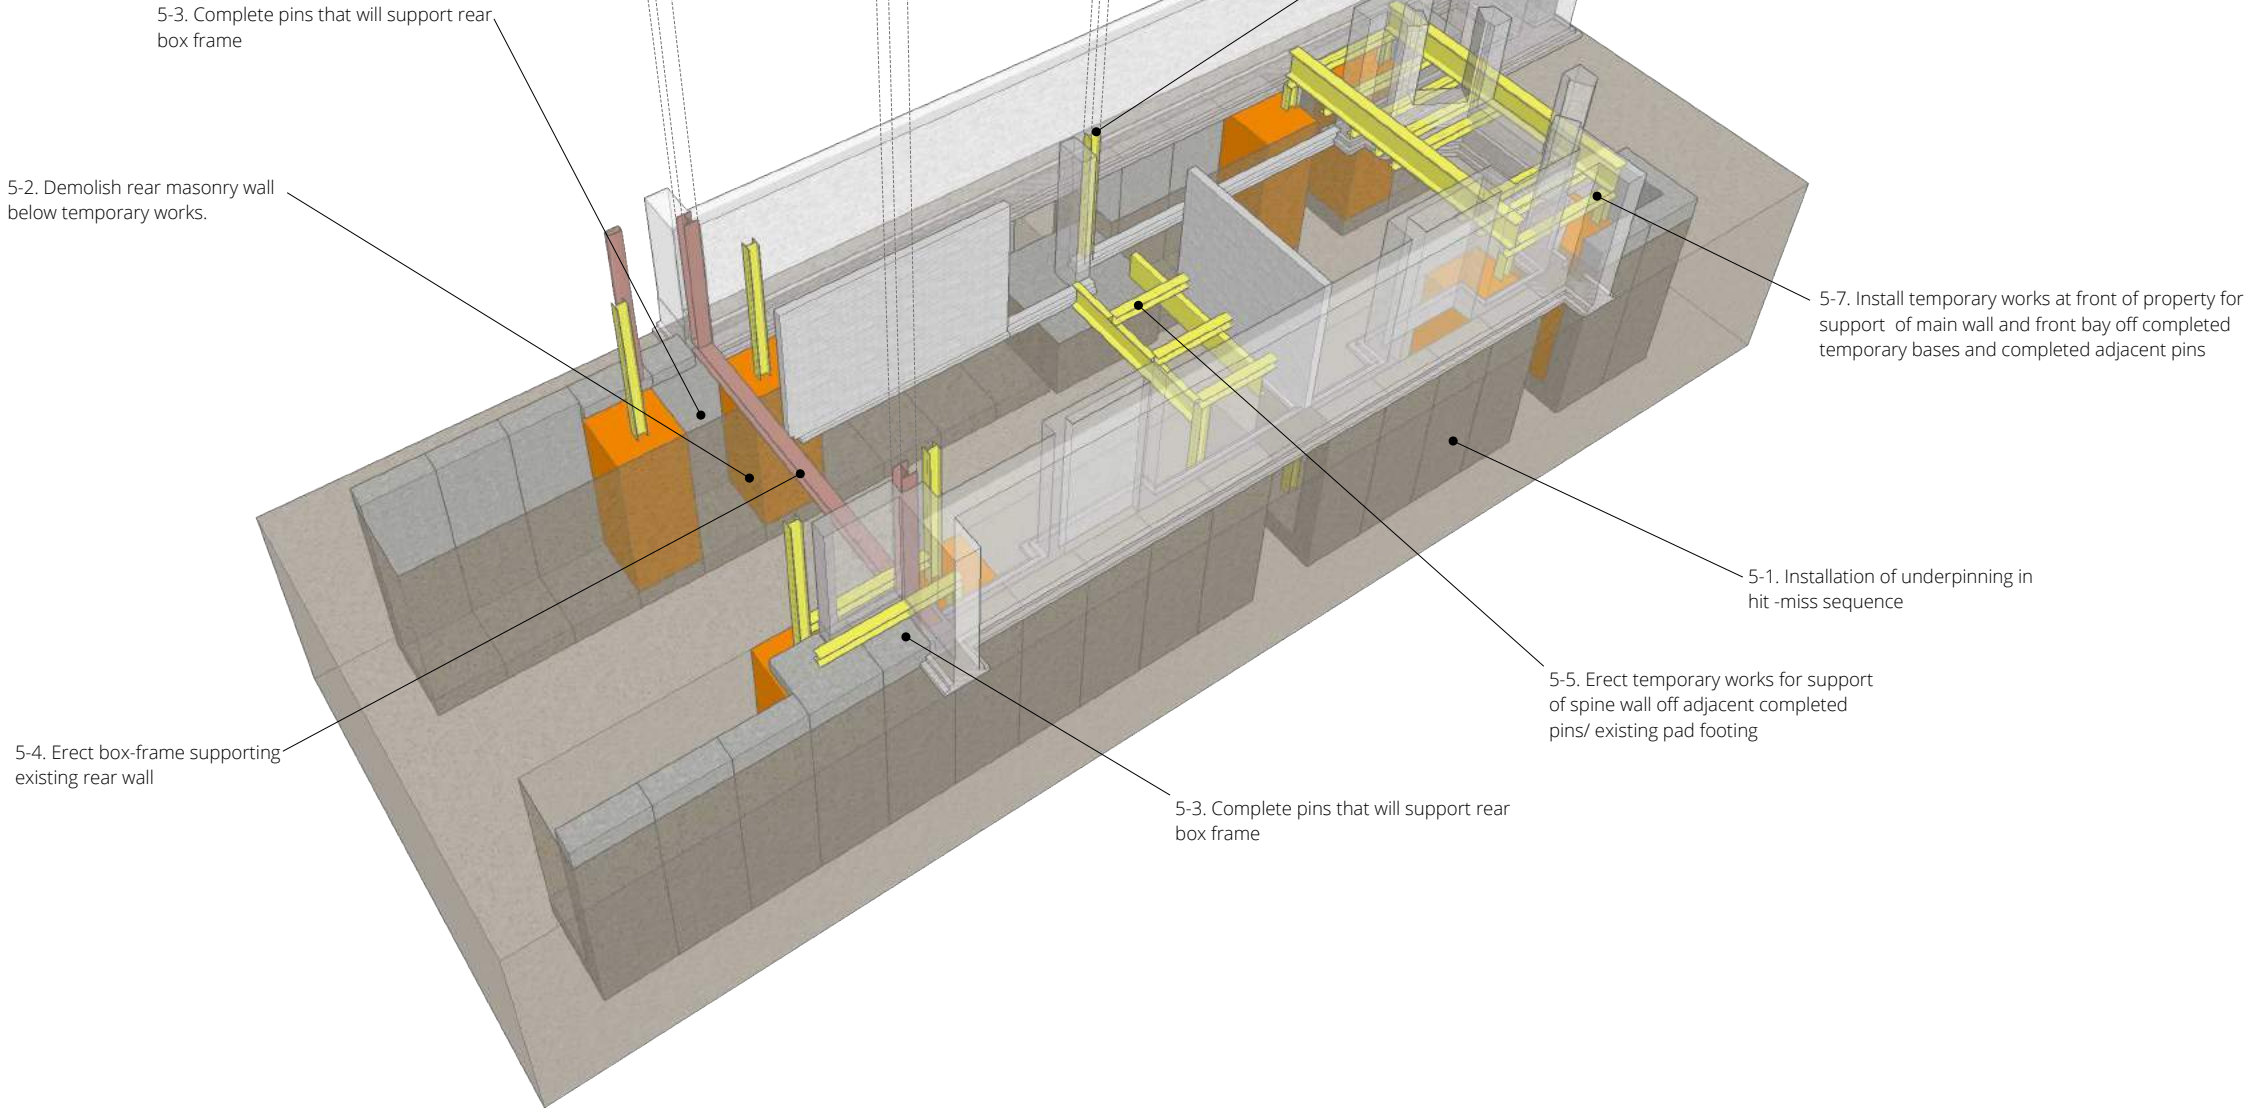 5-3. Complete pins that will support rear
box frame
5-2. Demolish rear masonry wall
below temporary works.
5-7. Install temporary works at front of property for
support  of main wall and front bay off completed
temporary bases and completed adjacent pins
5-1. Installation of underpinning in
hit -miss sequence
5-5. Erect temporary works for support
of spine wall off adjacent completed
pins/ existing pad footing
5-4. Erect box-frame supporting
existing rear wall
5-3. Complete pins that will support rear
box frame